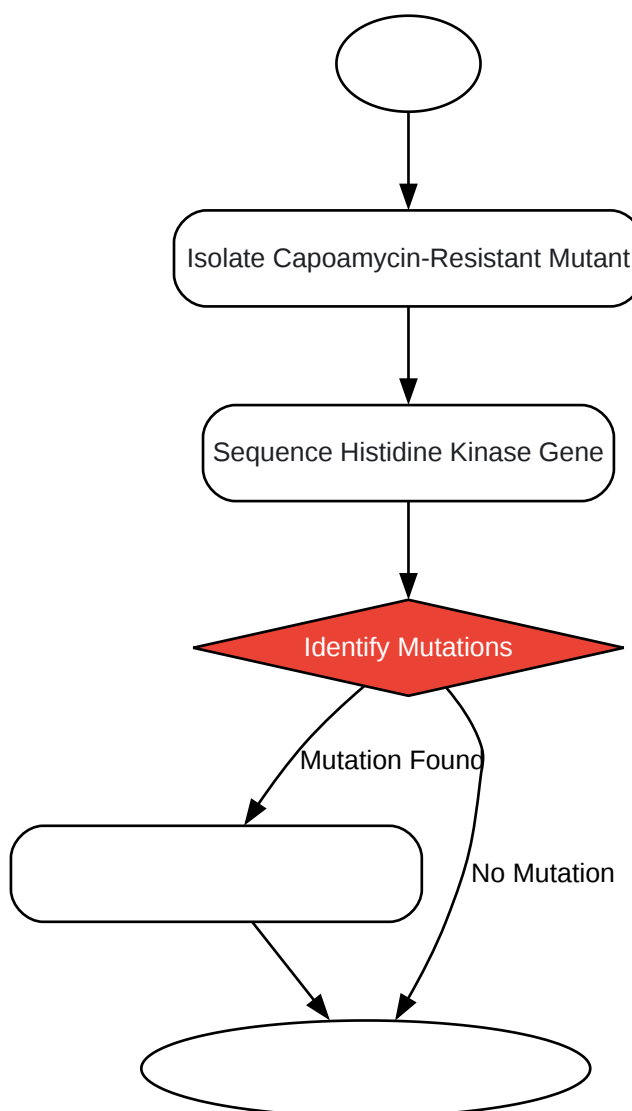 Isolate Capoamycin-Resistant Mutant
Sequence Histidine Kinase Gene
Identify Mutations
Mutation Found
No Mutation